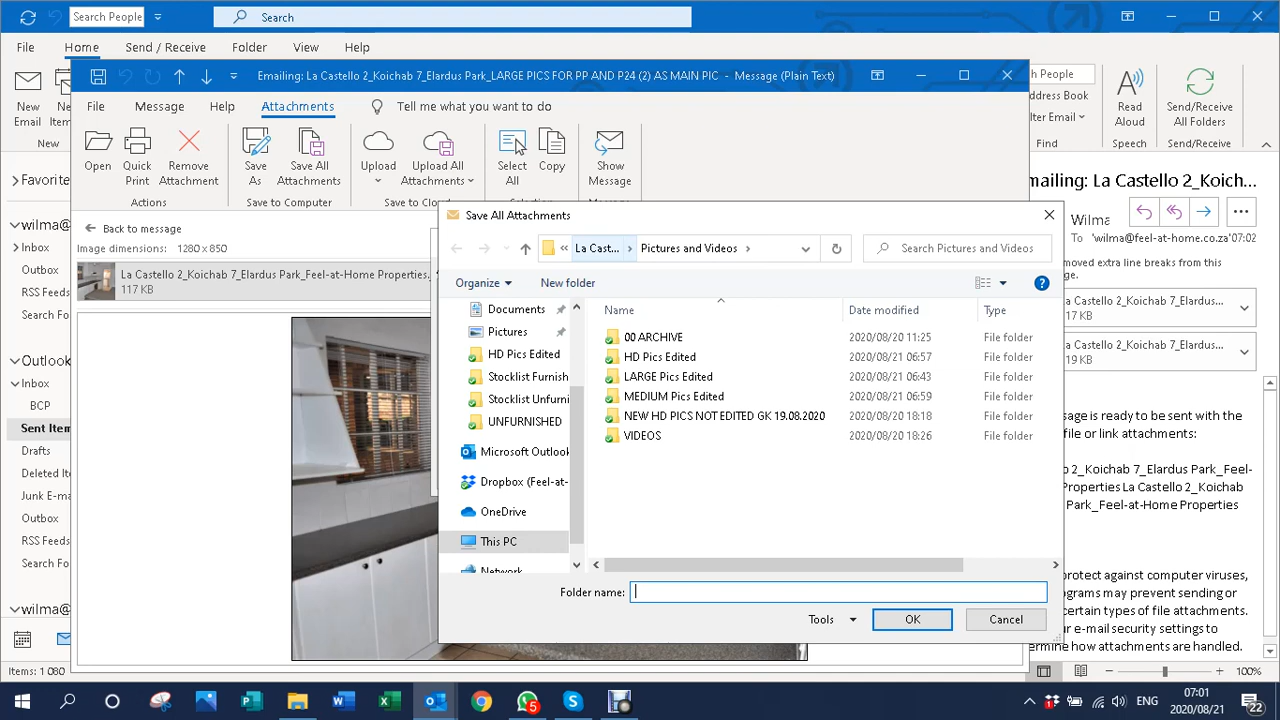 Search People
Search
File
Home
Send / Receive
Folder
View
Help
New
Email
New
Emailing: La Castello 2_Koichab 7_Elardus Park_LARGE PICS FOR PP AND P24 (2) AS MAIN PIC - Message (Plain Text)
File
Message
Help
Attachments
Tell me what you want to do
Open
Quick
Print
Remove
Attachment
Save
As
Save All
Attachments
Upload
Upload All
Attachments
Select
All
Copy
Show
Message
Actions
Save to Computer
h People
ddress Book
lter Email
Find
Read
Aloud
Speech
Send/Receive
All Folders
Send/Receive
Favorite
wilma@
Inbox
Outbox
RSS Feeds
Search Fo
Outlook
Inbox
BCP
Sent Item
Drafts
Deleted It
Junk E-ma
Outbox
RSS Feeds
Search Fo
wilma@
Items: 1 080
Back to message
Image dimensions: 1280 x 850
La Castello 2_Koichab 7_Elardus Park_Feel-at-Home Properties,
117 KB
Save All Attachments
« La Cast... › Pictures and Videos ›
Search Pictures and Videos
Organize
New folder
?
Documents
Pictures
HD Pics Edited
Stocklist Furnish
Stocklist Unfurni
UNFURNISHED
Microsoft Outlook
Dropbox (Feel-at-
OneDrive
This PC
Network
Name Date modified Type
00 ARCHIVE 2020/08/20 11:25 File folder
HD Pics Edited 2020/08/21 06:57 File folder
LARGE Pics Edited 2020/08/21 06:43 File folder
MEDIUM Pics Edited 2020/08/21 06:59 File folder
NEW HD PICS NOT EDITED GK 19.08.2020 2020/08/20 18:18 File folder
VIDEOS 2020/08/20 18:26 File folder
Folder name:
Tools
OK
Cancel
Emailing: La Castello 2_Koich...
Wilma
To 'wilma@feel-at-home.co.za' 07:02
moved extra line breaks from this
ge.
La Castello 2_Koichab 7_Elardus...
17 KB
La Castello 2_Koichab 7_Elardus...
19 KB
ssage is ready to be sent with the
file or link attachments:
o 2_Koichab 7_Elardus Park_Feel-
Properties La Castello 2_Koichab
Park_Feel-at-Home Properties
protect against computer viruses,
ograms may prevent sending or
certain types of file attachments.
ur e-mail security settings to
rmine how attachments are handled.
100%
5
ENG
07:01
2020/08/21
22